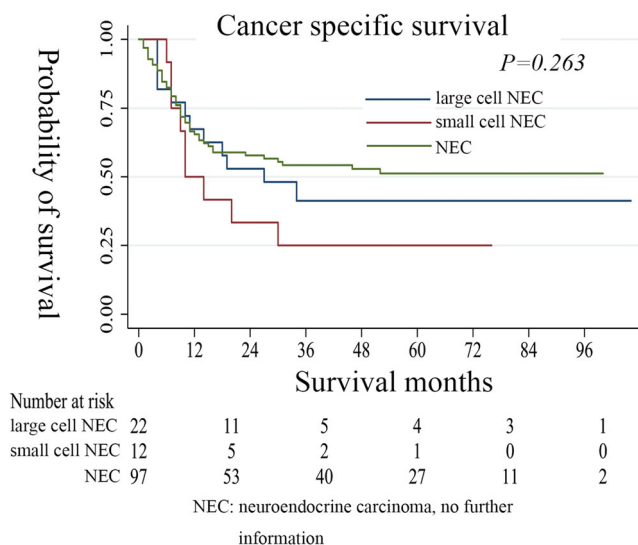 Cancer specific survival
P=0.263
large cell NEC
small cell NEC
NEC
Probability of survival
1.00
0.75
0.50
0.25
0.00
0 12 24 36 48 60 72 84 96
Survival months
Number at risk
large cell NEC 22 11 5 4 3 1
small cell NEC 12 5 2 1 0 0
NEC 97 53 40 27 11 2
NEC: neuroendocrine carcinoma, no further
information